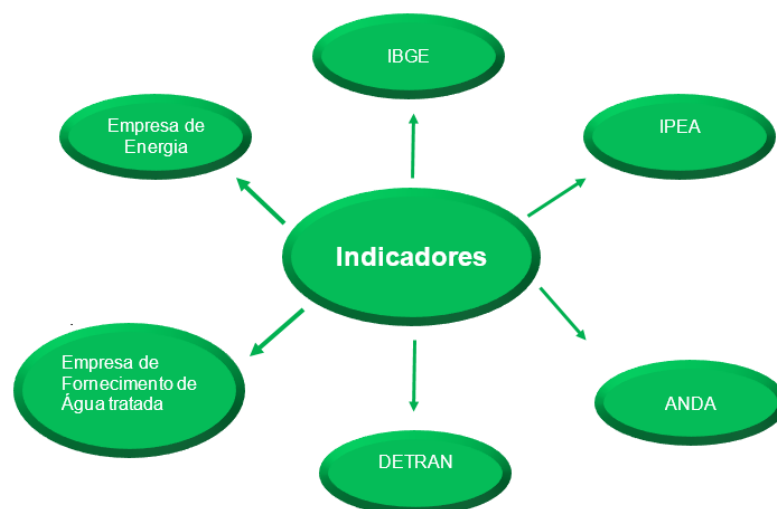 IBGE
Empresa de
Energia
IPEA
Indicadores
Empresa de
Fornecimento de
Água tratada
ANDA
DETRAN